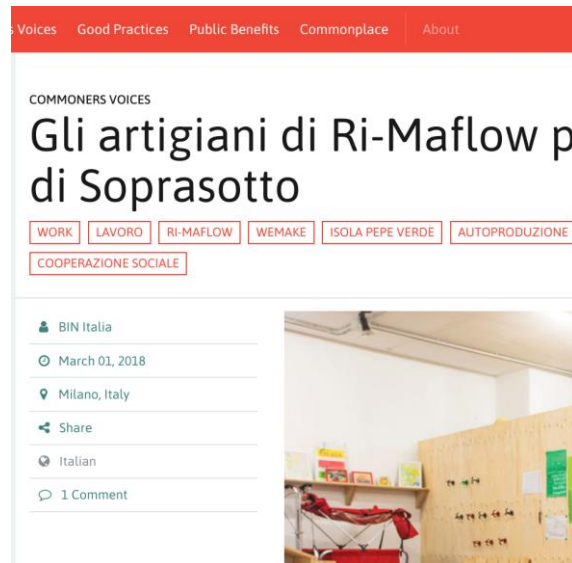 Voices Good Practices Public Benefits Commonplace About
COMMONERS VOICES
Gli artigiani di Ri-Maflow
di Soprasotto
WORK LAVORO RI-MAFLOW WEMAKE ISOLA PEPE VERDE AUTOPRODUZIONE
COOPERAZIONE SOCIALE
BIN Italia
March 01, 2018
Milano, Italy
Share
Italian
1 Comment